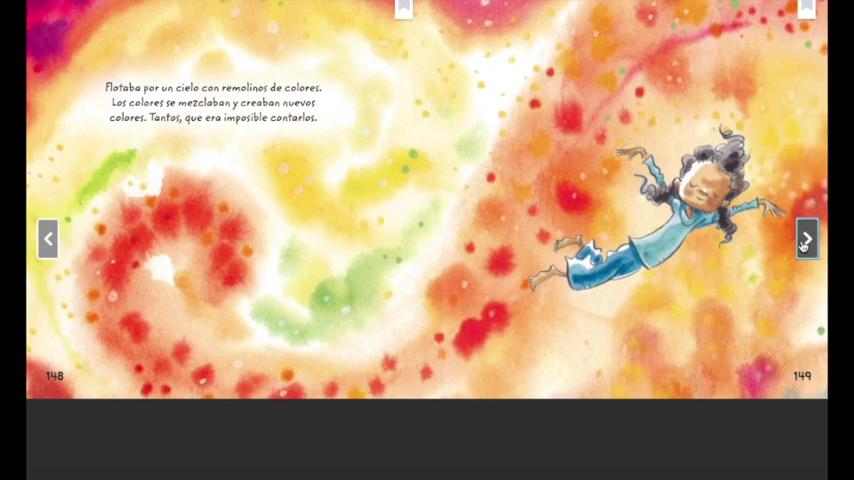 Flotaba por un cielo con remolinos de colores.
Los colores se mezclaban y creaban nuevos
colores. Tantos, que era imposible contarlos.
148
149